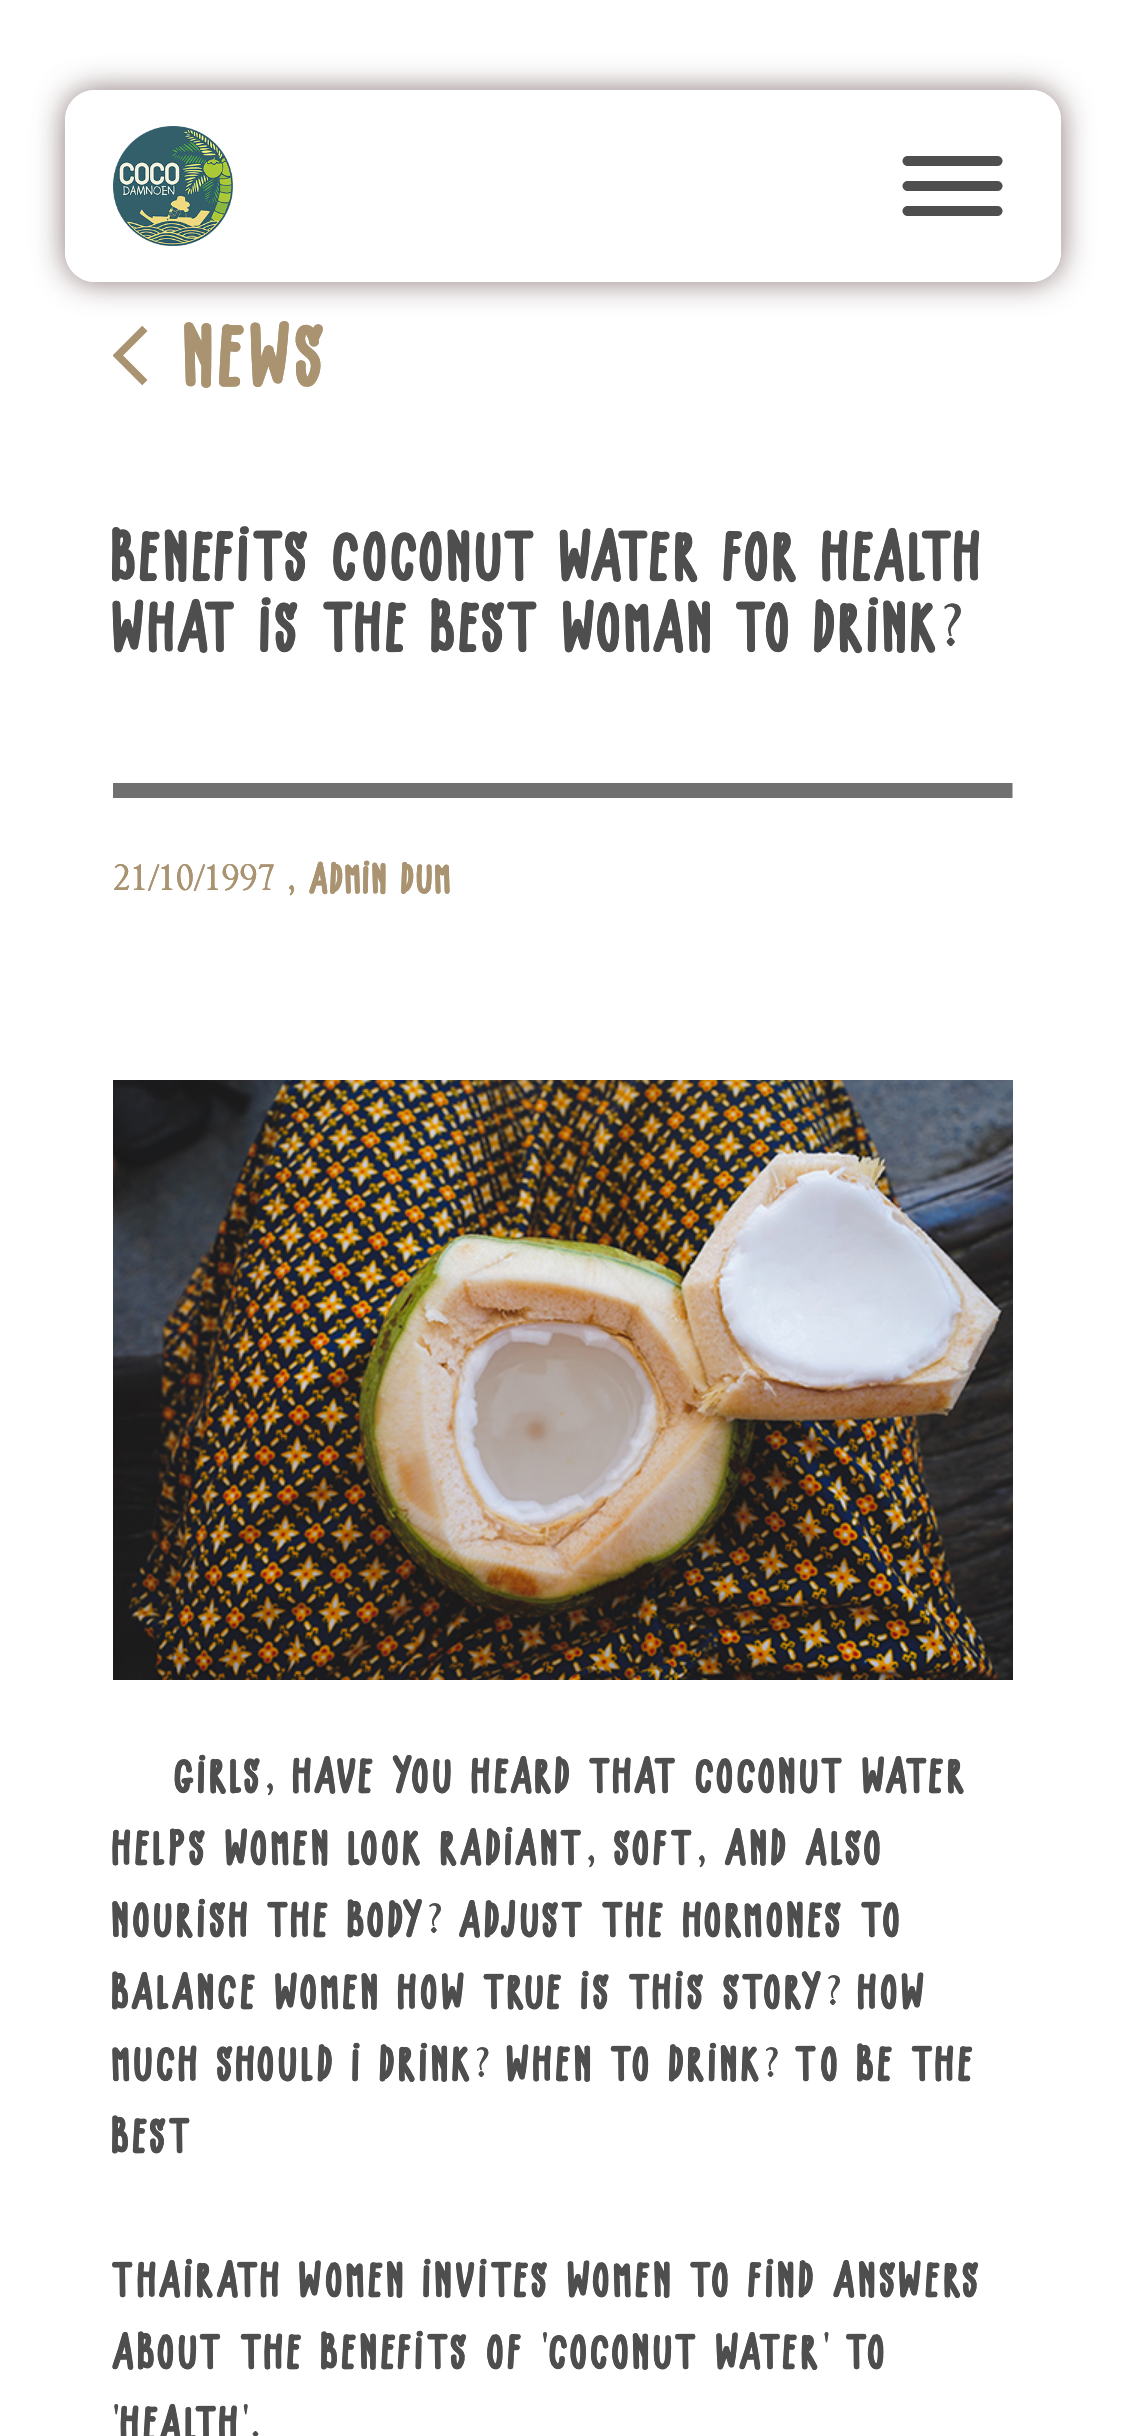 COCO
DAMNOEN
NEWS
BENEFITS COCONUT WATER FOR HEALTH
WHAT IS THE BEST WOMAN TO DRINK?
21/10/1997 , ADMIN DUM
GIRLS, HAVE YOU HEARD THAT COCONUT WATER
HELPS WOMEN LOOK RADIANT, SOFT, AND ALSO
NOURISH THE BODY? ADJUST THE HORMONES TO
BALANCE WOMEN HOW TRUE IS THIS STORY? HOW
MUCH SHOULD I DRINK? WHEN TO DRINK? TO BE THE
BEST
THAIRATH WOMEN INVITES WOMEN TO FIND ANSWERS
ABOUT THE BENEFITS OF 'COCONUT WATER' TO
'HEALTH'.